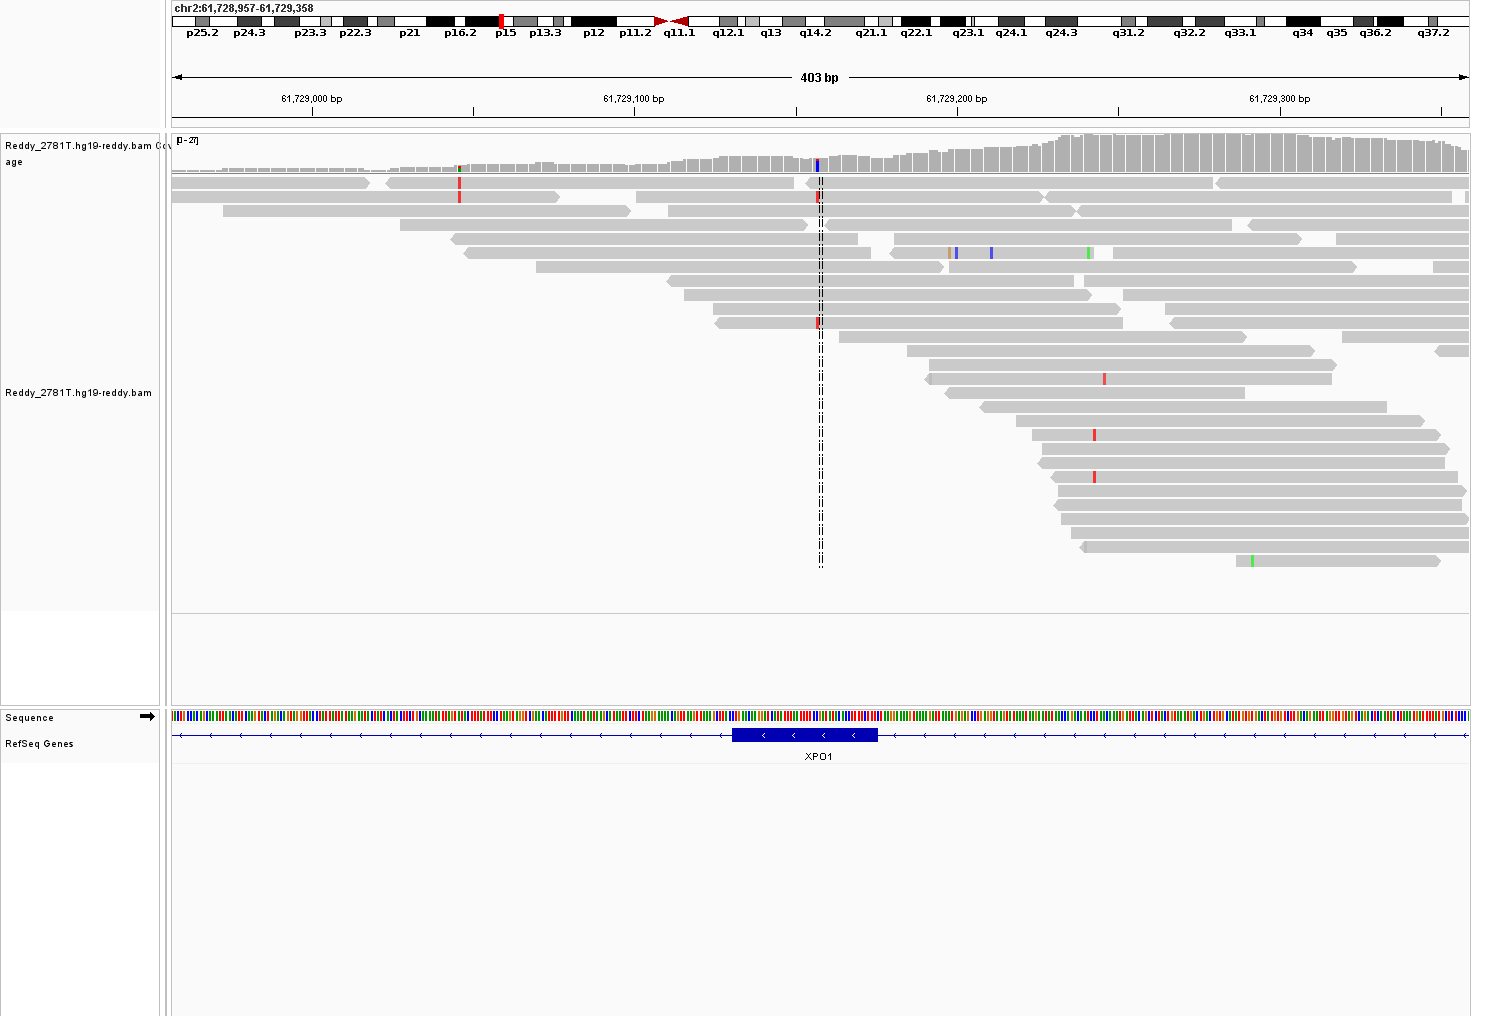 chr2:61,728,957-61,729,358
p25.2 p24.3 p23.3 p22.3 p21 p16.2 p15 p13.3 p12 p11.2 q11.1 q12.1 q13 q14.2 q21.1 q22.1 q23.1 q24.1 q24.3 q31.2 q32.2 q33.1 q34 q35 q36.2 q37.2
403 bp
61,729,000 bp 61,729,100 bp 61,729,200 bp 61,729,300 bp
[0 - 27]
Reddy_2781T.hg19-reddy.bam Cov
age
Reddy_2781T.hg19-reddy.bam
Sequence
RefSeq Genes
XPO1